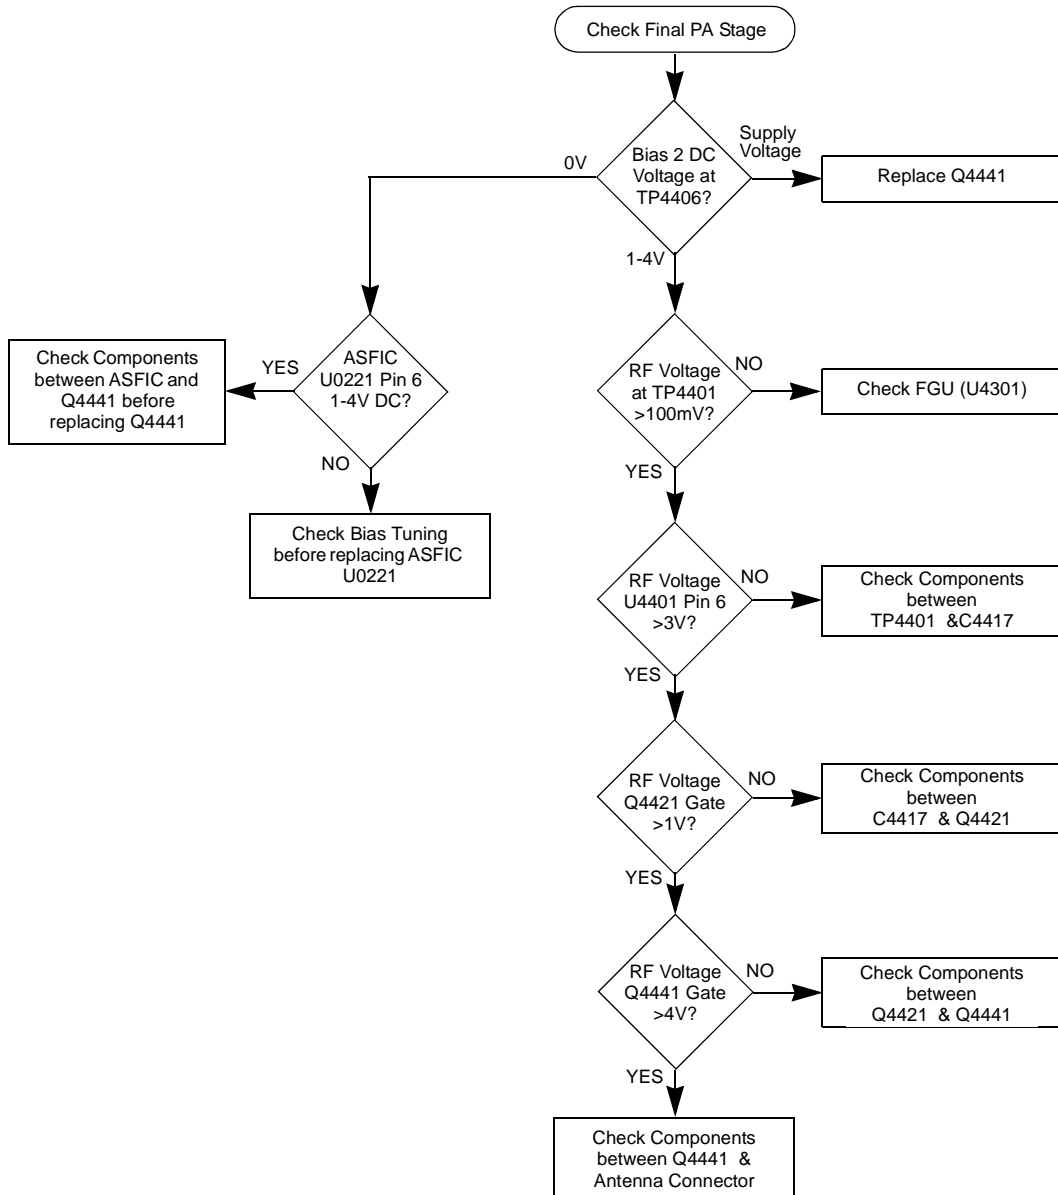 Check Final PA Stage
Bias 2 DC
Voltage at
TP4406?
0V
Supply
Voltage
Replace Q4441
1-4V
ASFIC
U0221 Pin 6
1-4V DC?
YES
Check Components
between ASFIC and
Q4441 before
replacing Q4441
NO
Check Bias Tuning
before replacing ASFIC
U0221
RF Voltage
at TP4401
>100mV?
NO
Check FGU (U4301)
YES
RF Voltage
U4401 Pin 6
>3V?
NO
Check Components
between
TP4401 &C4417
YES
RF Voltage
Q4421 Gate
>1V?
NO
Check Components
between
C4417 & Q4421
YES
RF Voltage
Q4441 Gate
>4V?
NO
Check Components
between
Q4421 & Q4441
YES
Check Components
between Q4441 &
Antenna Connector